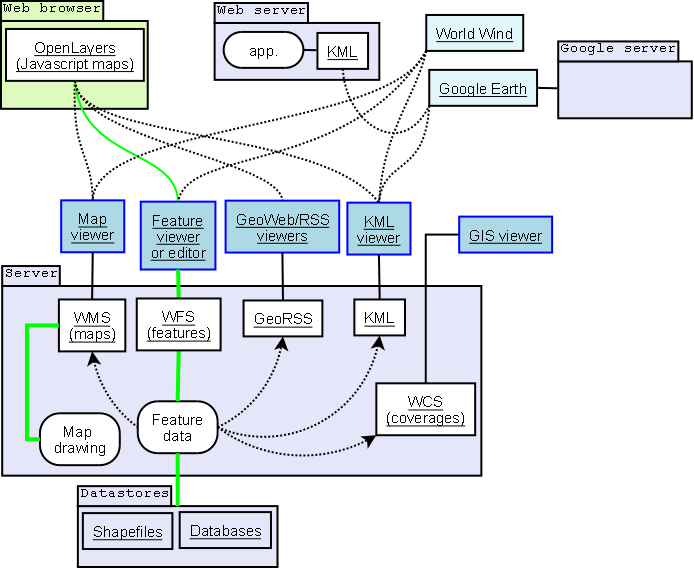 Web browser
OpenLayers
(Javascript maps)
Web server
app.
KML
World Wind
Google Earth
Google server
Map
viewer
Feature
viewer
or editor
GeoWeb/RSS
viewers
KML
viewer
GIS viewer
Server
WMS
(maps)
WFS
(features)
GeoRSS
KML
WCS
(coverages)
Map
drawing
Feature
data
Datastores
Shapefiles
Databases